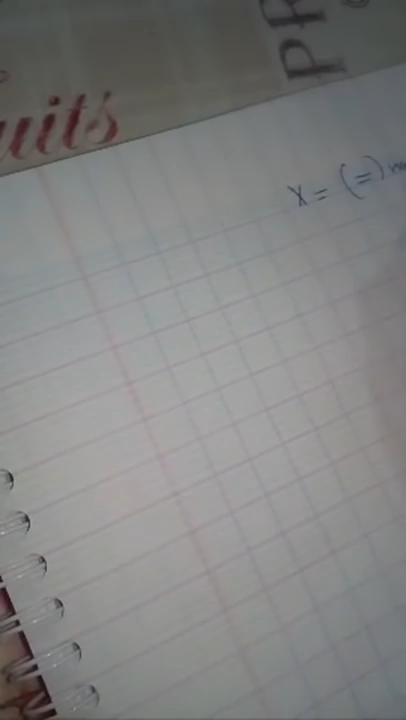 PR
uits
X = (=)